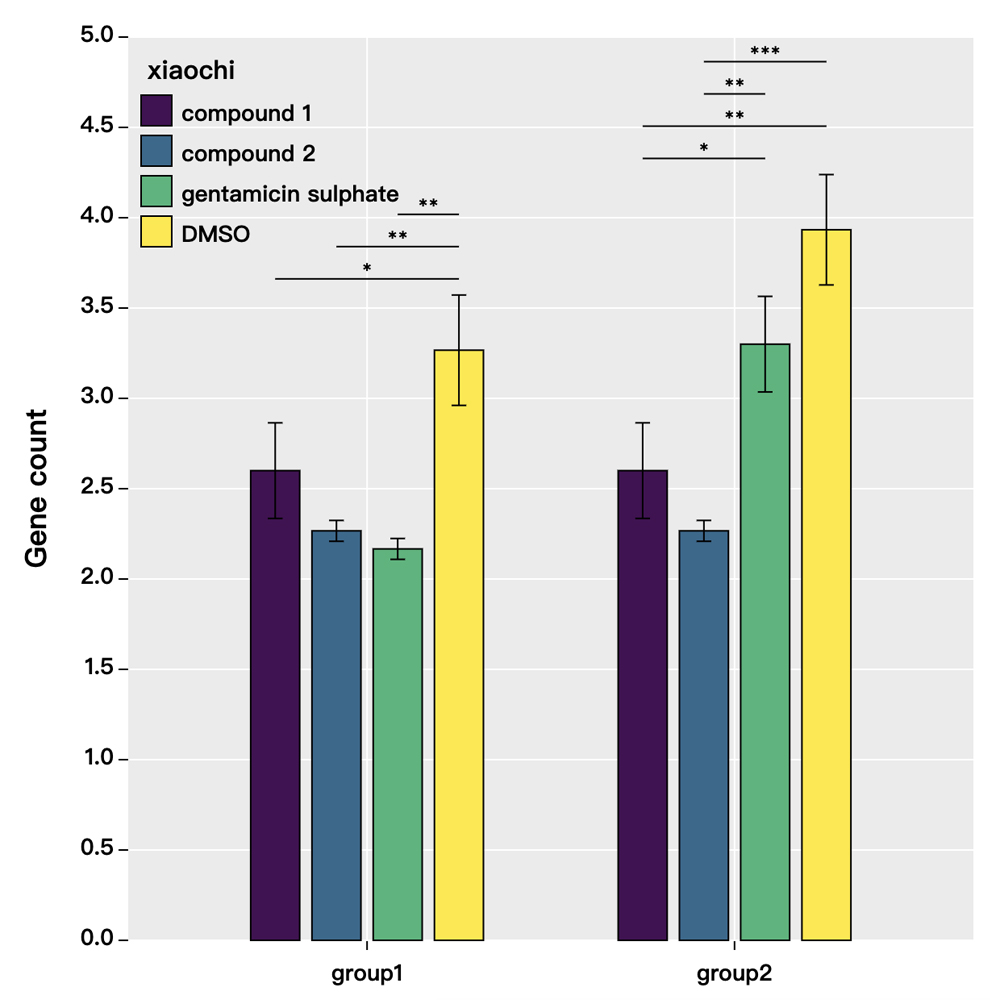 5.0
4.5
4.0
3.5
3.0
2.5
2.0
1.5
1.0
0.5
0.0
Gene count
xiaochi
compound 1
compound 2
gentamicin sulphate
DMSO
**
**
*
***
**
**
*
group1
group2